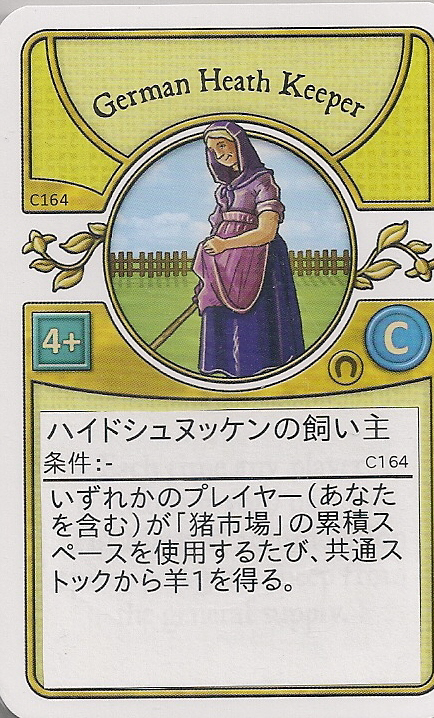 German Heath Keeper
C164
4+
C
ハイドシュヌッケンの飼い主
条件:-
C164
いずれかのプレイヤー(あなた
を含む)が「猪市場」の累積ス
ペースを使用するたび、共通ス
トックから羊1を得る。